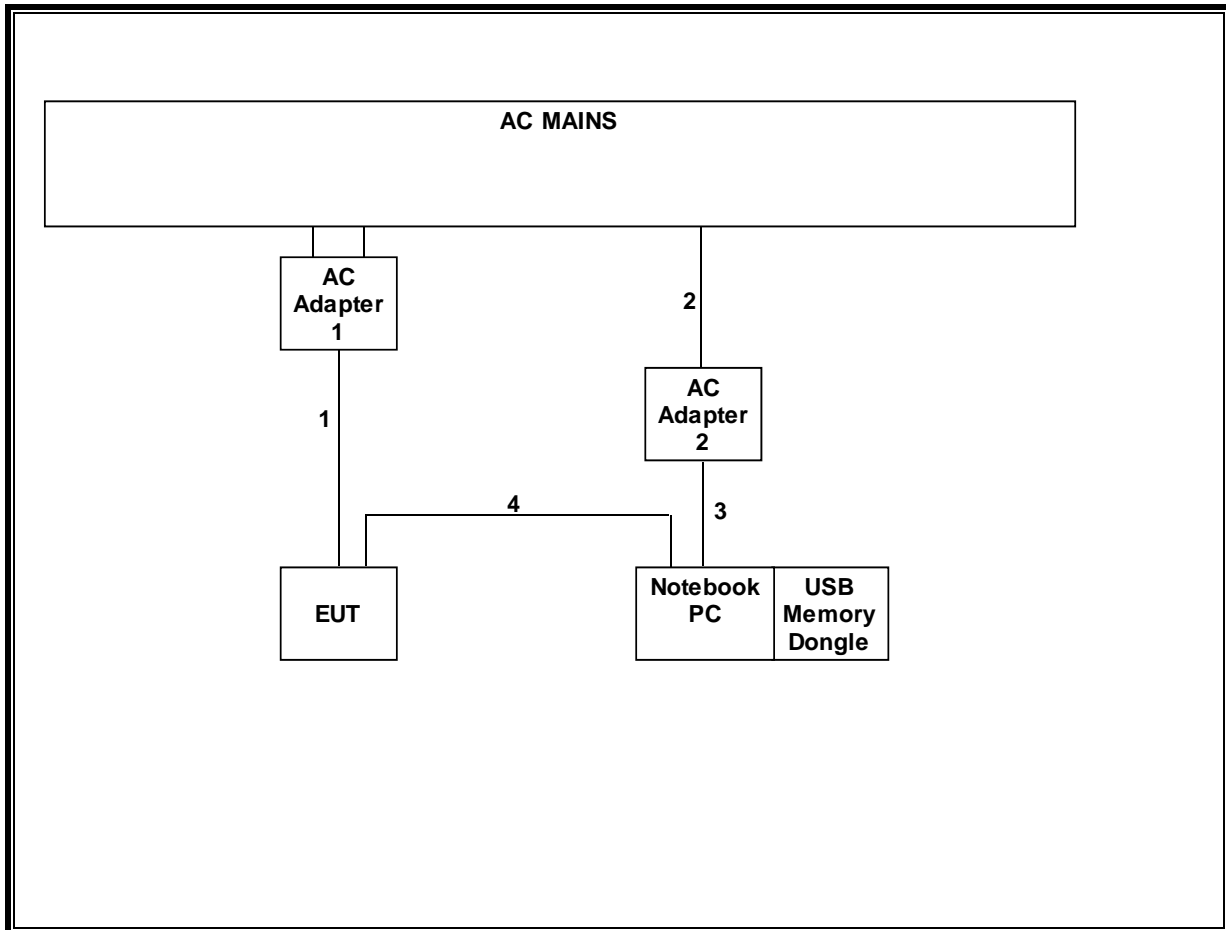 AC MAINS
AC
Adapter
1
2
AC
Adapter
2
1
4
3
EUT
Notebook
PC
USB
Memory
Dongle